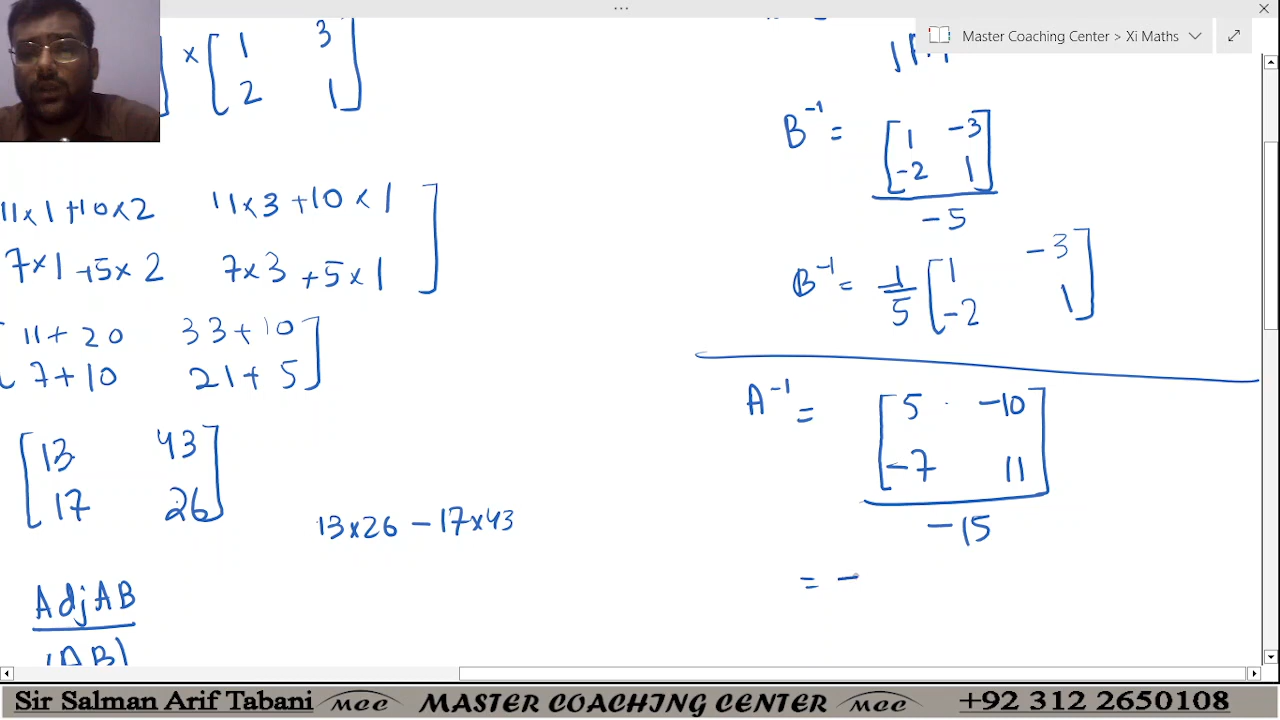 ...
Master Coaching Center > Xi Maths
× [ 1 3
2 1 ]
11×1+10×2 11×3+10×1
7×1+5×2 7×3+5×1 ]
[ 11+20 33+10
7+10 21+5 ]
[ 13 43
17 26 ]
13×26 − 17×43
AdjAB
|AB|
B⁻¹ = [ 1 −3
−2 1 ]
−5
B⁻¹ = 1/5 [ 1 −3
−2 1 ]
A⁻¹ = [ 5 −10
−7 11 ]
−15
= −
Sir Salman Arif Tabani mcc MASTER COACHING CENTER mcc +92 312 2650108